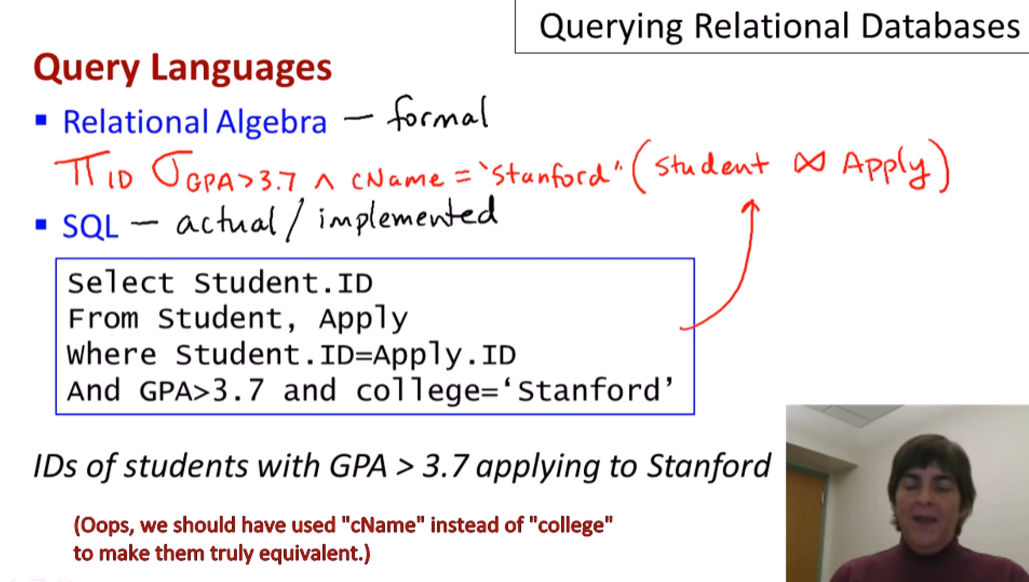 Querying Relational Databases
Query Languages
▪ Relational Algebra — formal
π ID σ GPA>3.7 ∧ cName = 'Stanford" (Student ⋈ Apply)
▪ SQL — actual / implemented
Select Student.ID
From Student, Apply
Where Student.ID=Apply.ID
And GPA>3.7 and college=‘Stanford’
IDs of students with GPA > 3.7 applying to Stanford
(Oops, we should have used "cName" instead of "college"
to make them truly equivalent.)